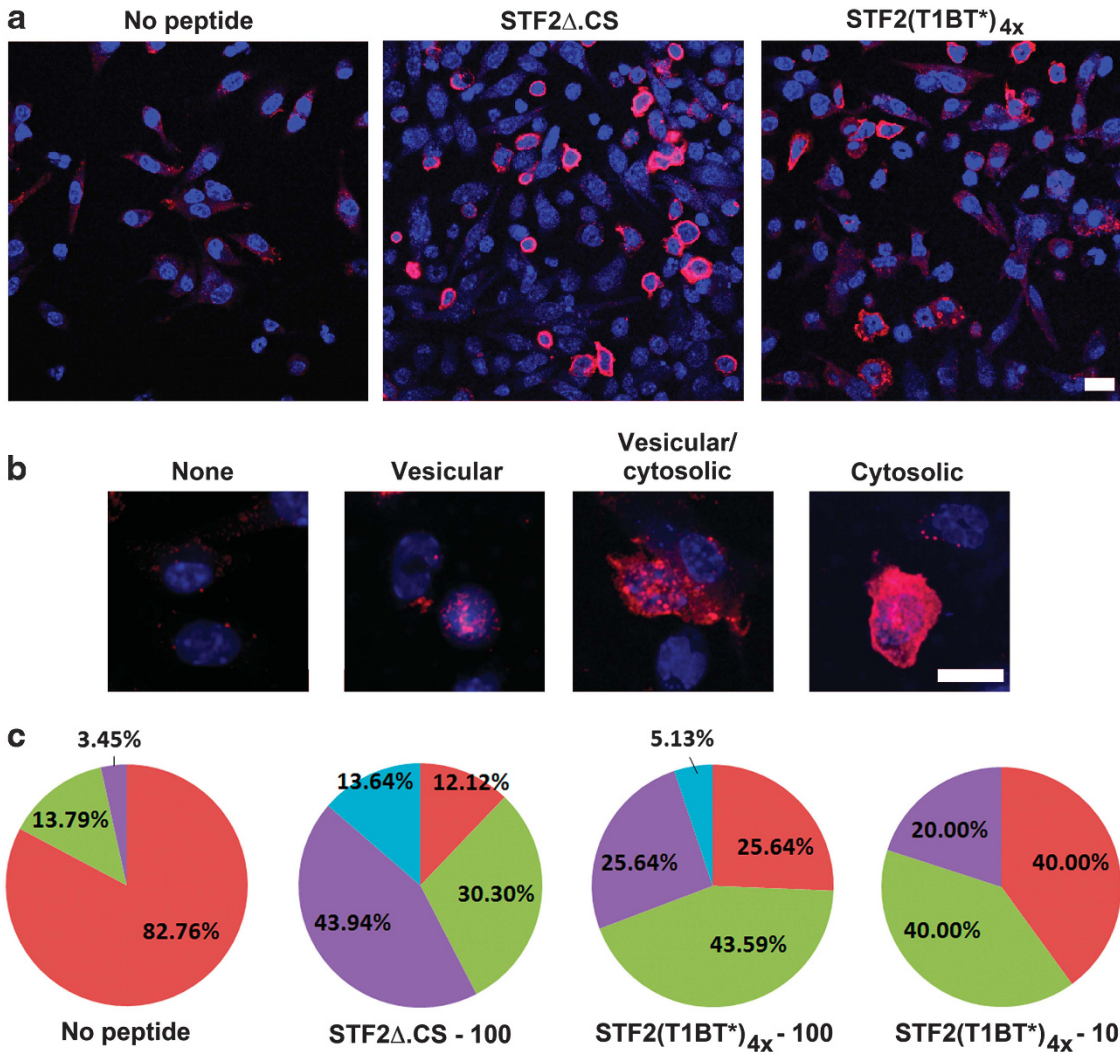 a
No peptide
STF2Δ.CS
STF2(T1BT*)4x
b
None
Vesicular
Vesicular/
cytosolic
Cytosolic
c
3.45%
13.79%
82.76%
No peptide
13.64%
12.12%
30.30%
43.94%
STF2Δ.CS - 100
5.13%
25.64%
25.64%
43.59%
STF2(T1BT*)4x - 100
20.00%
40.00%
40.00%
STF2(T1BT*)4x - 10